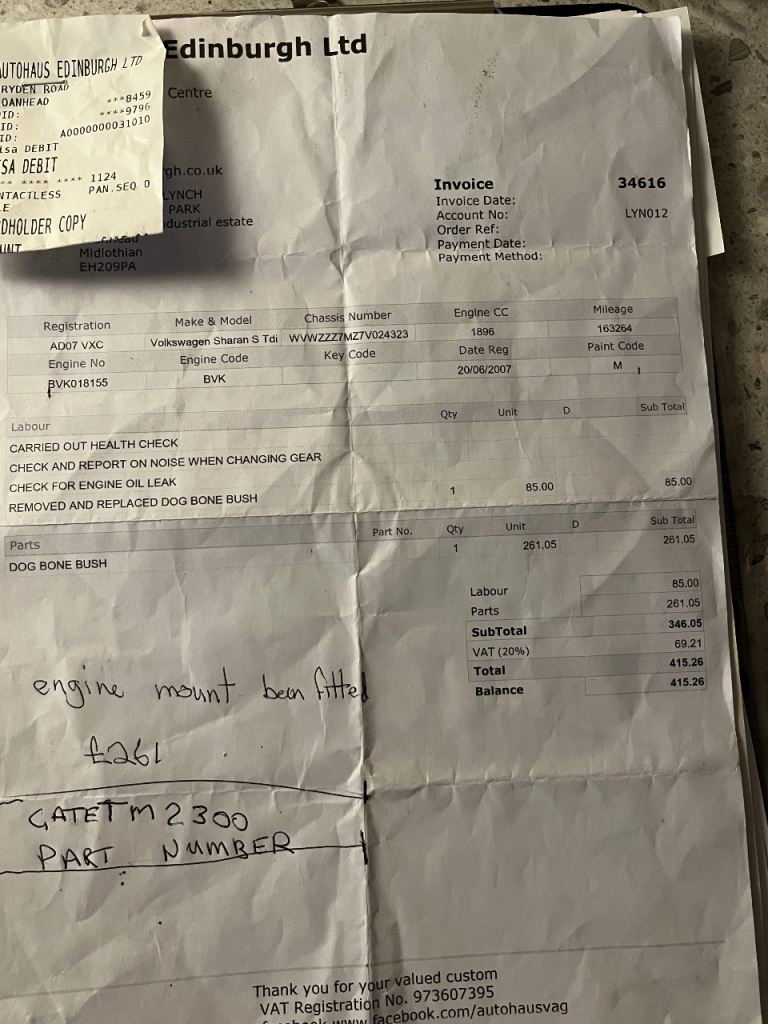 AUTOHAUS EDINBURGH LTD
RYDEN ROAD
OANHEAD
***8459
ID: ****9796
ID: A0000000031010
isa DEBIT
SA DEBIT
** **** **** 1124
NTACTLESS PAN.SEQ 0
LE
DHOLDER COPY
UNT
Edinburgh Ltd
Centre
gh.co.uk
LYNCH
PARK
ndustrial estate
head
Midlothian
EH209PA
Invoice 34616
Invoice Date:
Account No: LYN012
Order Ref:
Payment Date:
Payment Method:
Registration Make & Model Chassis Number Engine CC Mileage
AD07 VXC Volkswagen Sharan S Tdi WVWZZZ7MZ7V024323 1896 163264
Engine No Engine Code Key Code Date Reg Paint Code
BVK018155 BVK 20/06/2007 M
Labour Qty Unit D Sub Total
CARRIED OUT HEALTH CHECK
CHECK AND REPORT ON NOISE WHEN CHANGING GEAR
CHECK FOR ENGINE OIL LEAK
REMOVED AND REPLACED DOG BONE BUSH 1 85.00 85.00
Parts Part No. Qty Unit D Sub Total
DOG BONE BUSH 1 261.05 261.05
Labour 85.00
Parts 261.05
SubTotal 346.05
VAT (20%) 69.21
Total 415.26
Balance 415.26
engine mount been fitted
£261
GATETM2300
PART NUMBER
Thank you for your valued custom
VAT Registration No. 973607395
facebook www.facebook.com/autohausvag